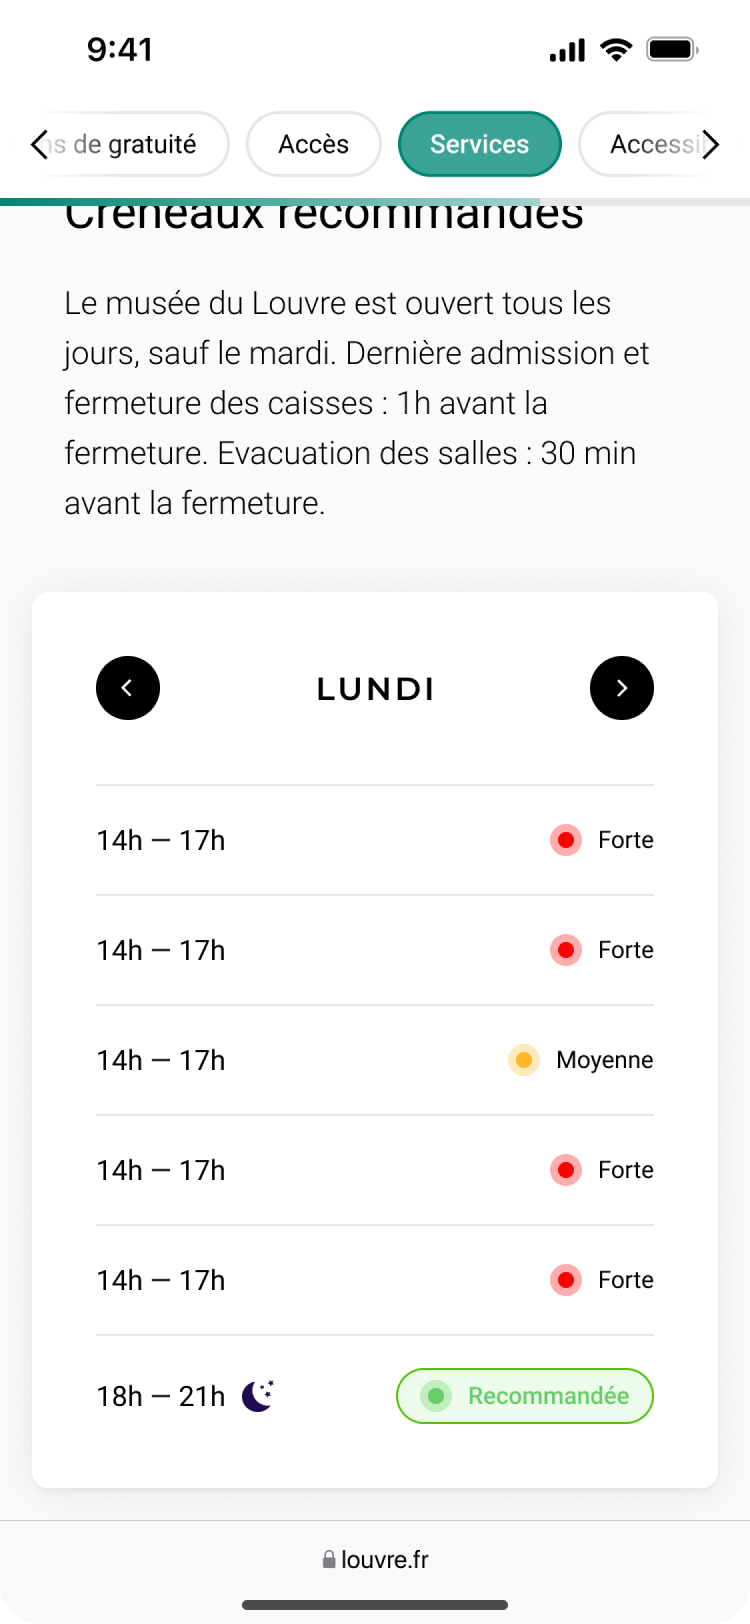 9:41
ns de gratuité
Accès
Services
Accessi
Créneaux recommandés
Le musée du Louvre est ouvert tous les
jours, sauf le mardi. Dernière admission et
fermeture des caisses : 1h avant la
fermeture. Evacuation des salles : 30 min
avant la fermeture.
LUNDI
14h — 17h Forte
14h — 17h Forte
14h — 17h Moyenne
14h — 17h Forte
14h — 17h Forte
18h — 21h Recommandée
louvre.fr